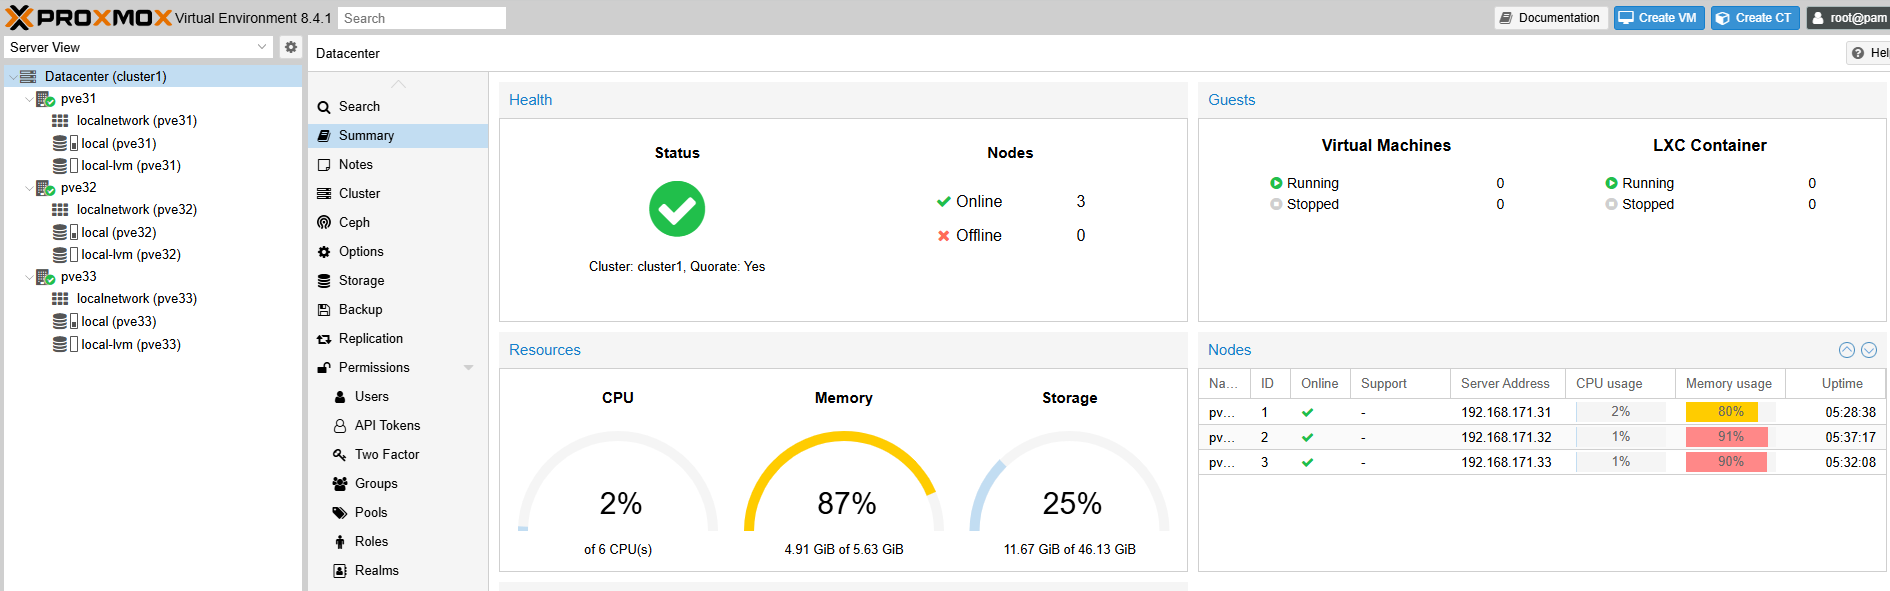 PROXMOX Virtual Environment 8.4.1 Search Documentation Create VM Create CT root@pam
Server View
Datacenter (cluster1)
pve31
localnetwork (pve31)
local (pve31)
local-lvm (pve31)
pve32
localnetwork (pve32)
local (pve32)
local-lvm (pve32)
pve33
localnetwork (pve33)
local (pve33)
local-lvm (pve33)
Datacenter
Hel
Search
Summary
Notes
Cluster
Ceph
Options
Storage
Backup
Replication
Permissions
Users
API Tokens
Two Factor
Groups
Pools
Roles
Realms
Health
Status
Nodes
Online 3
Offline 0
Cluster: cluster1, Quorate: Yes
Guests
Virtual Machines
Running 0
Stopped 0
LXC Container
Running 0
Stopped 0
Resources
CPU
2%
of 6 CPU(s)
Memory
87%
4.91 GiB of 5.63 GiB
Storage
25%
11.67 GiB of 46.13 GiB
Nodes
Na... ID Online Support Server Address CPU usage Memory usage Uptime
pv... 1 - 192.168.171.31 2% 80% 05:28:38
pv... 2 - 192.168.171.32 1% 91% 05:37:17
pv... 3 - 192.168.171.33 1% 90% 05:32:08